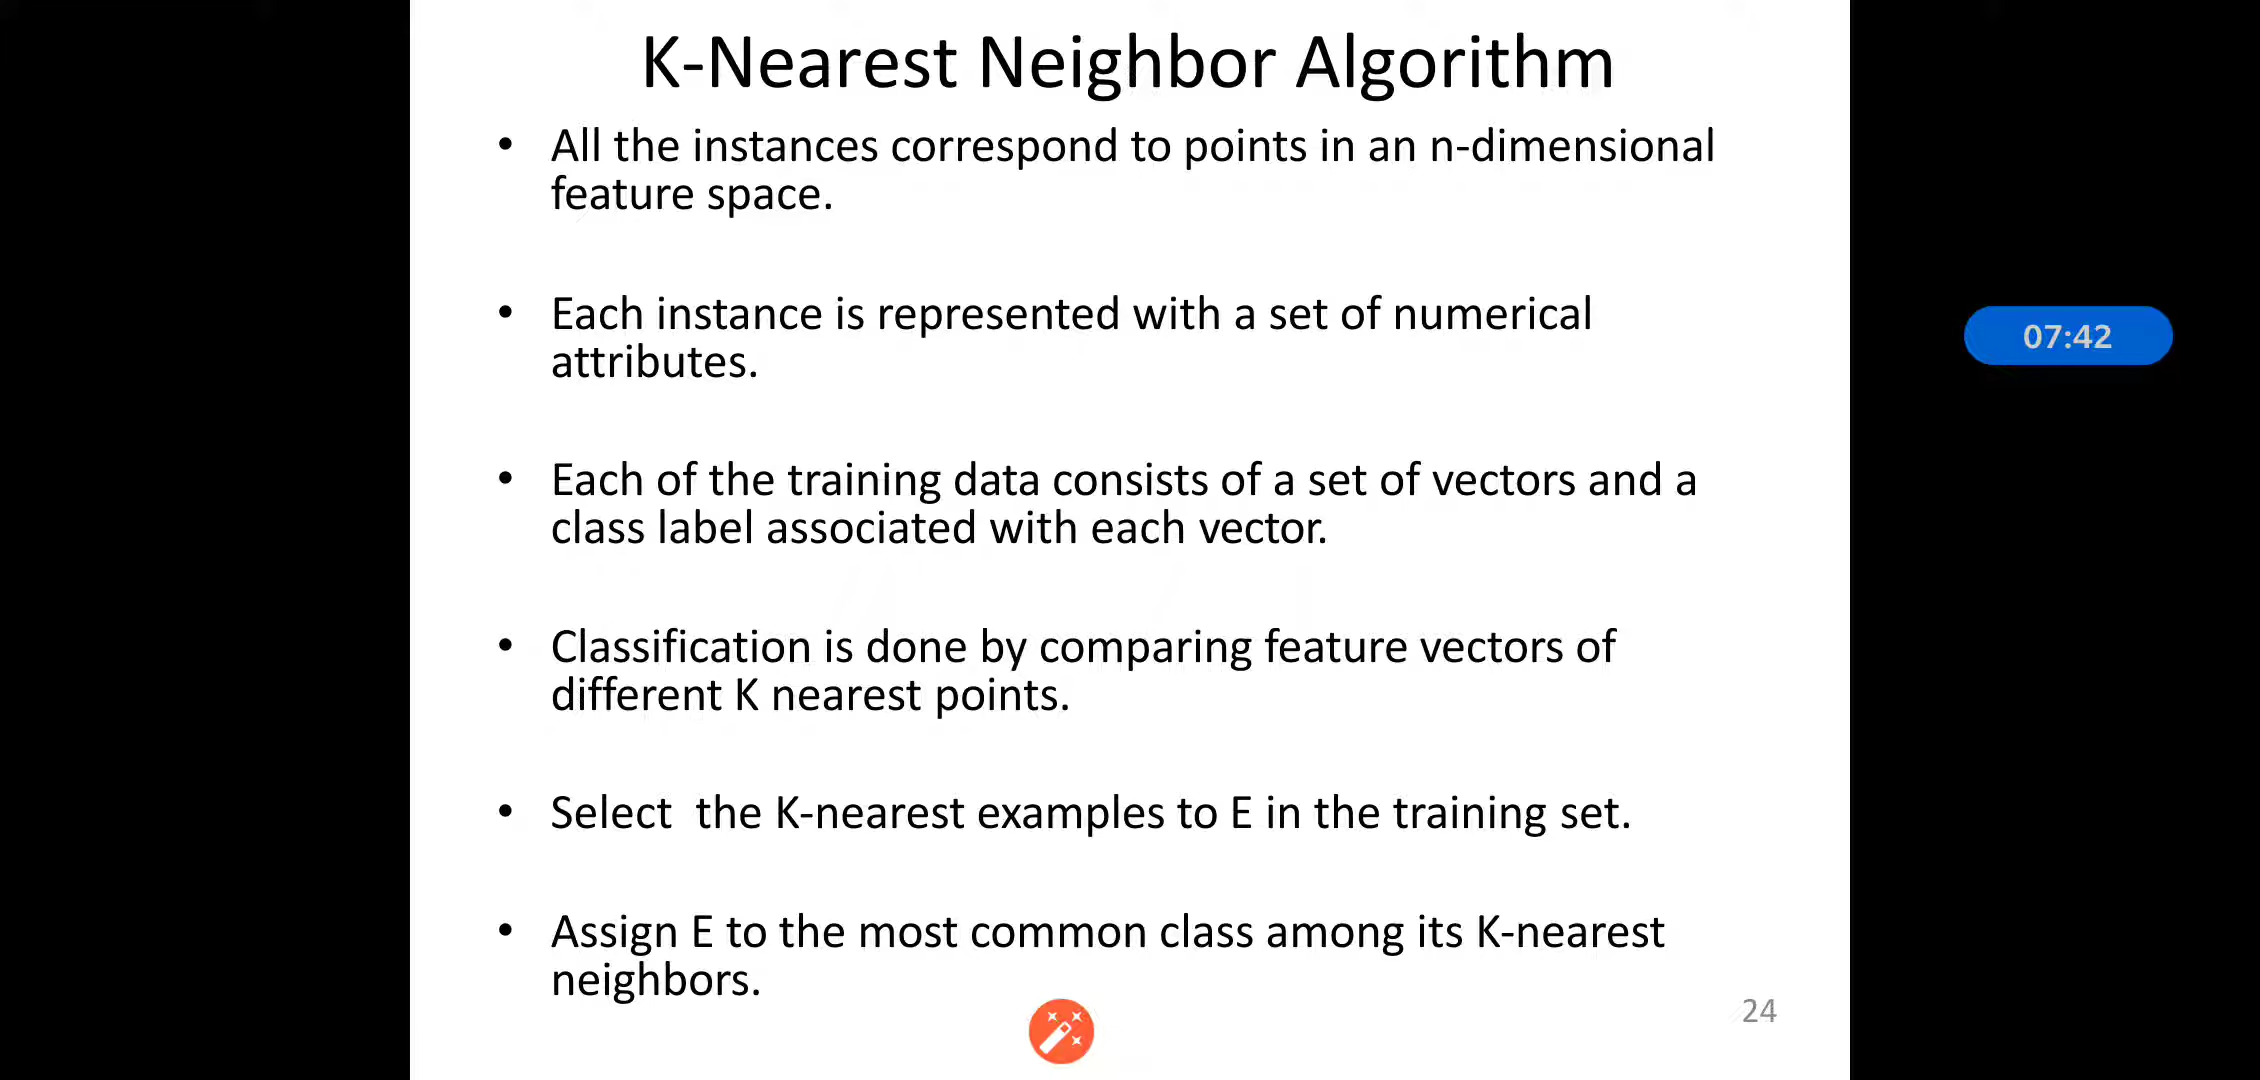 K-Nearest Neighbor Algorithm
• All the instances correspond to points in an n-dimensional
feature space.
• Each instance is represented with a set of numerical
attributes.
• Each of the training data consists of a set of vectors and a
class label associated with each vector.
• Classification is done by comparing feature vectors of
different K nearest points.
• Select  the K-nearest examples to E in the training set.
• Assign E to the most common class among its K-nearest
neighbors.
24
07:42